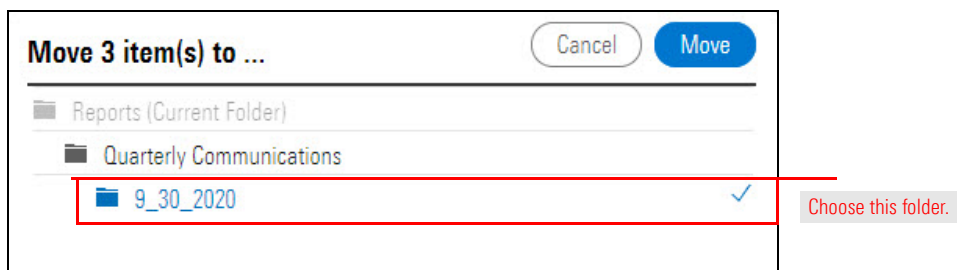 Move 3 item(s) to ...
Cancel
Move
Reports (Current Folder)
Quarterly Communications
9_30_2020
Choose this folder.